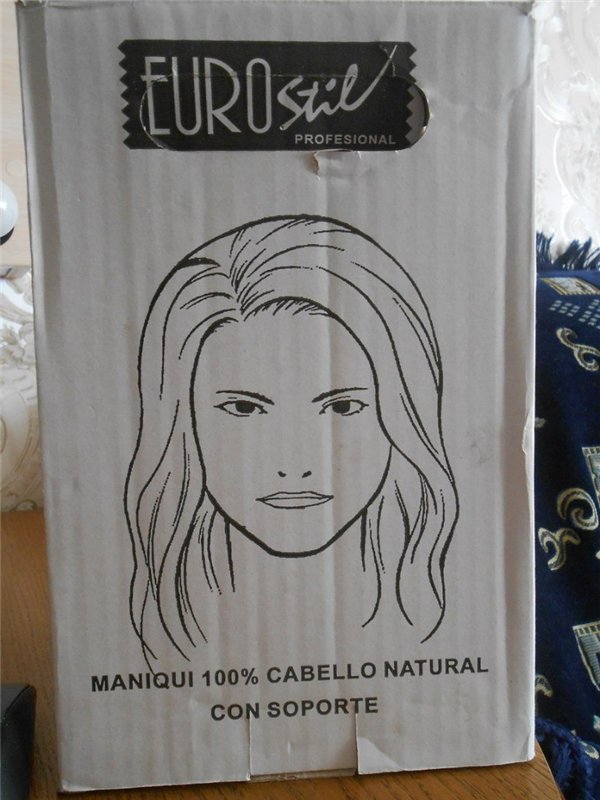 EUROstil
PROFESIONAL
MANIQUI 100% CABELLO NATURAL
CON SOPORTE